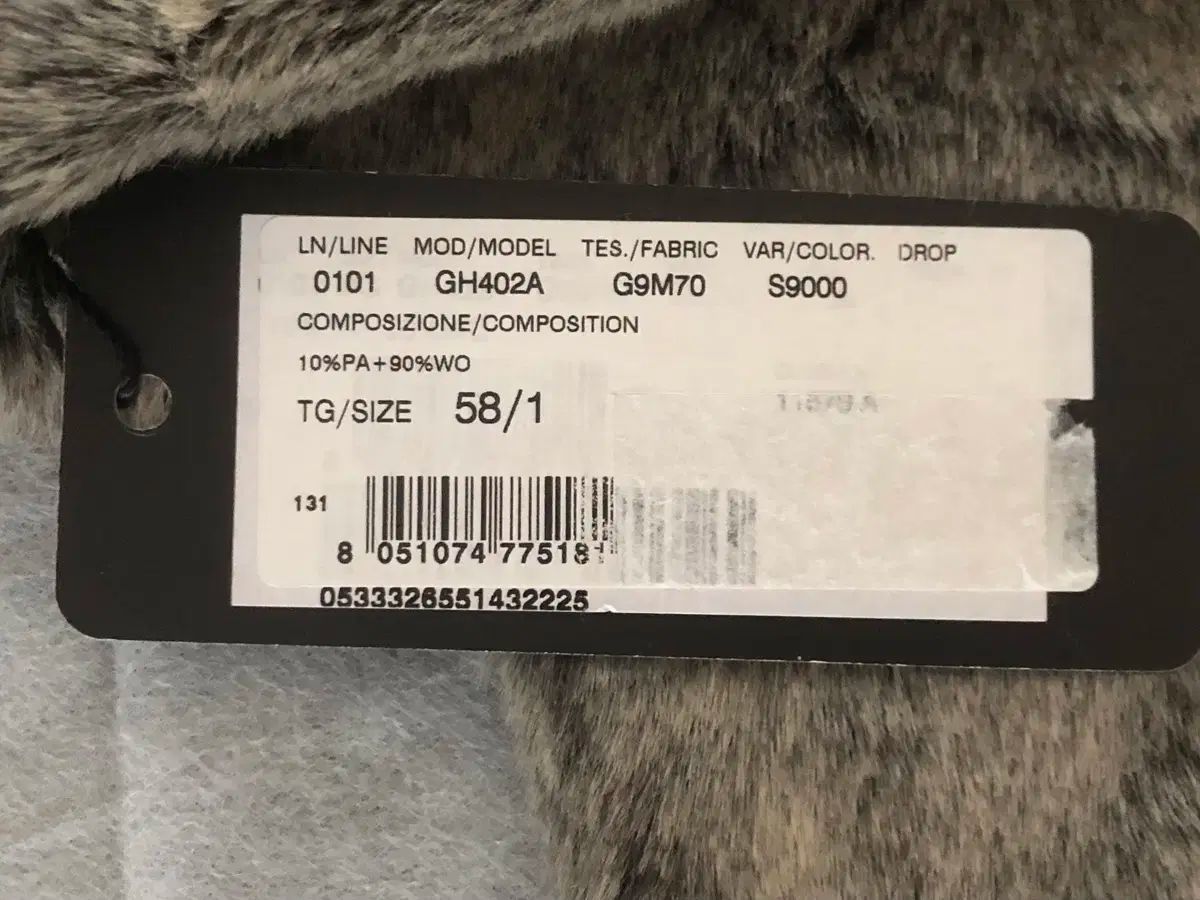 LN/LINE MOD/MODEL TES./FABRIC VAR/COLOR. DROP
0101 GH402A G9M70 S9000
COMPOSIZIONE/COMPOSITION
10%PA+90%WO
TG/SIZE 58/1
131
8 051074 77518
0533326551432225